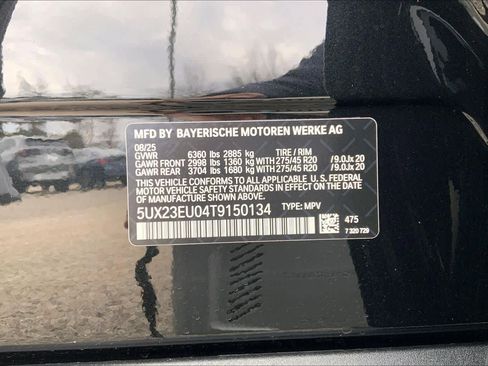 MFD BY BAYERISCHE MOTOREN WERKE AG
08/25
GVWR 6360 lbs 2885 kg TIRE / RIM
GAWR FRONT 2998 lbs 1360 kg WITH 275/45 R20 /9.0Jx 20
GAWR REAR 3704 lbs 1680 kg WITH 275/45 R20 /9.0Jx 20
THIS VEHICLE CONFORMS TO ALL APPLICABLE U.S. FEDERAL
MOTOR VEHICLE SAFETY STANDARDS IN EFFECT ON THE DATE
OF MANUFACTURE SHOWN ABOVE.
5UX23EU04T9150134 TYPE: MPV
475
7 320 729